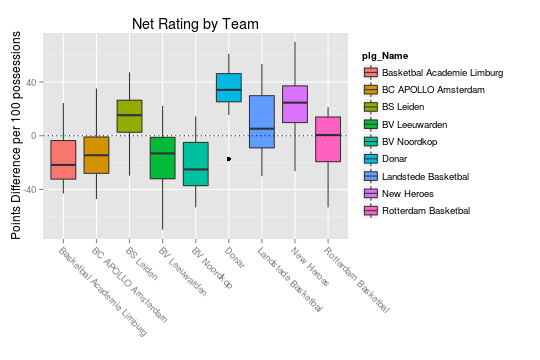 Net Rating by Team
Points Difference per 100 possessions
40
0
-40
Basketbal Academie Limburg
BC APOLLO Amsterdam
BS Leiden
BV Leeuwarden
BV Noordkop
Donar
Landstede Basketbal
New Heroes
Rotterdam Basketbal
plg_Name
Basketbal Academie Limburg
BC APOLLO Amsterdam
BS Leiden
BV Leeuwarden
BV Noordkop
Donar
Landstede Basketbal
New Heroes
Rotterdam Basketbal